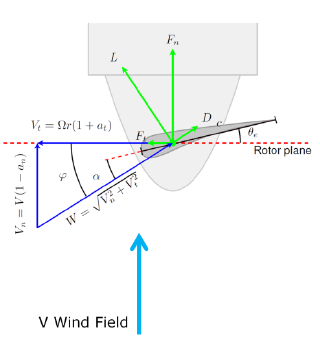 F_n
L
V_t = Ωr(1 + a_t)
F_t
D
c
θ_c
Rotor plane
V_n = V(1 − a_n)
φ
α
W = √V_n^2 + V_t^2
V Wind Field